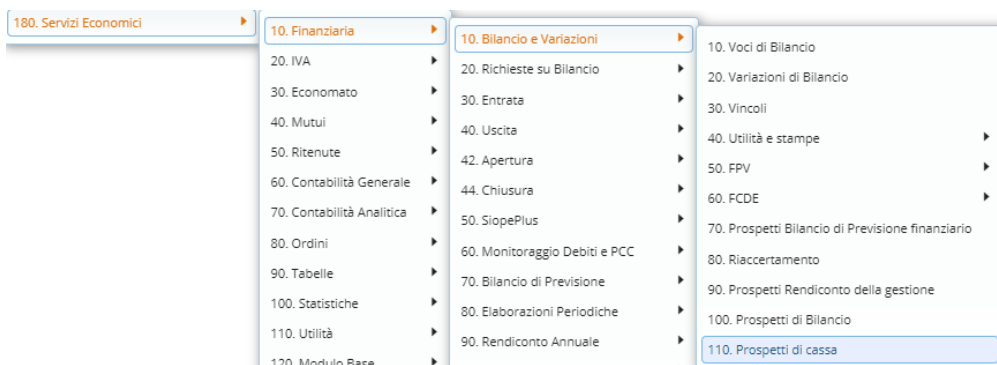 180. Servizi Economici
10. Finanziaria
20. IVA
30. Economato
40. Mutui
50. Ritenute
60. Contabilità Generale
70. Contabilità Analitica
80. Ordini
90. Tabelle
100. Statistiche
110. Utilità
120. Modulo Base
10. Bilancio e Variazioni
20. Richieste su Bilancio
30. Entrata
40. Uscita
42. Apertura
44. Chiusura
50. SiopePlus
60. Monitoraggio Debiti e PCC
70. Bilancio di Previsione
80. Elaborazioni Periodiche
90. Rendiconto Annuale
10. Voci di Bilancio
20. Variazioni di Bilancio
30. Vincoli
40. Utilità e stampe
50. FPV
60. FCDE
70. Prospetti Bilancio di Previsione finanziario
80. Riaccertamento
90. Prospetti Rendiconto della gestione
100. Prospetti di Bilancio
110. Prospetti di cassa